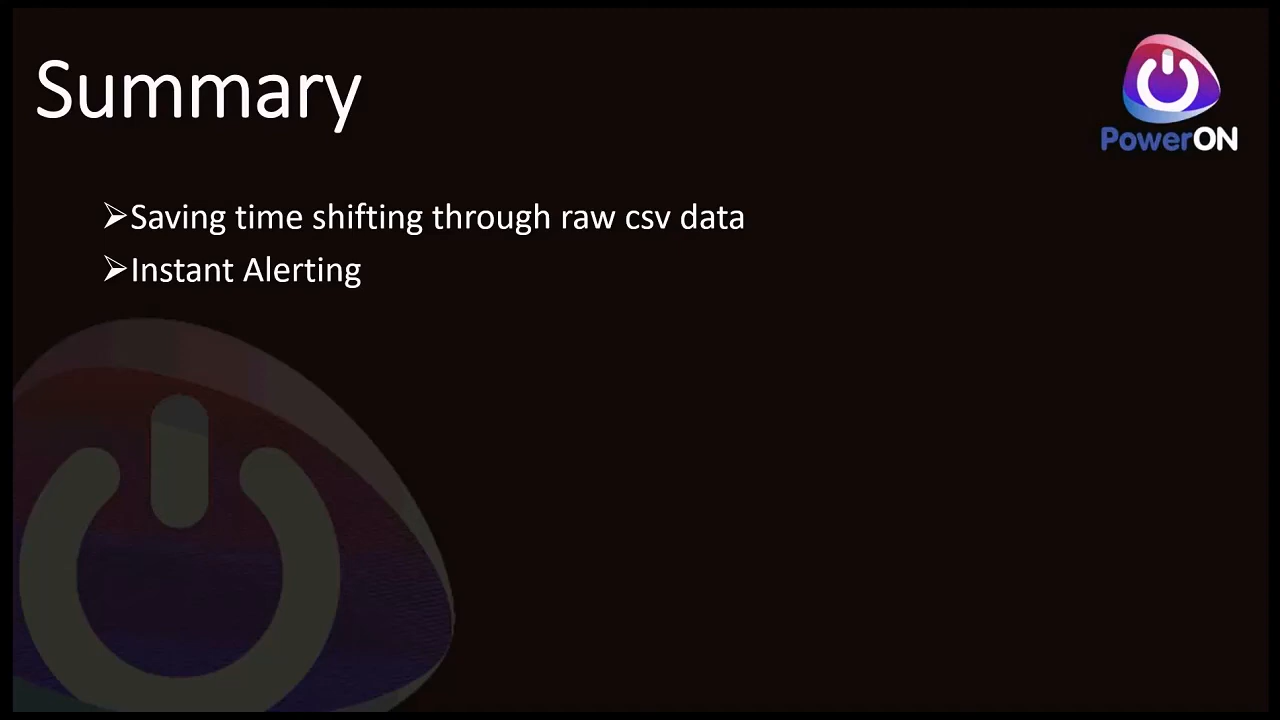 Summary
PowerON
➢Saving time shifting through raw csv data
➢Instant Alerting